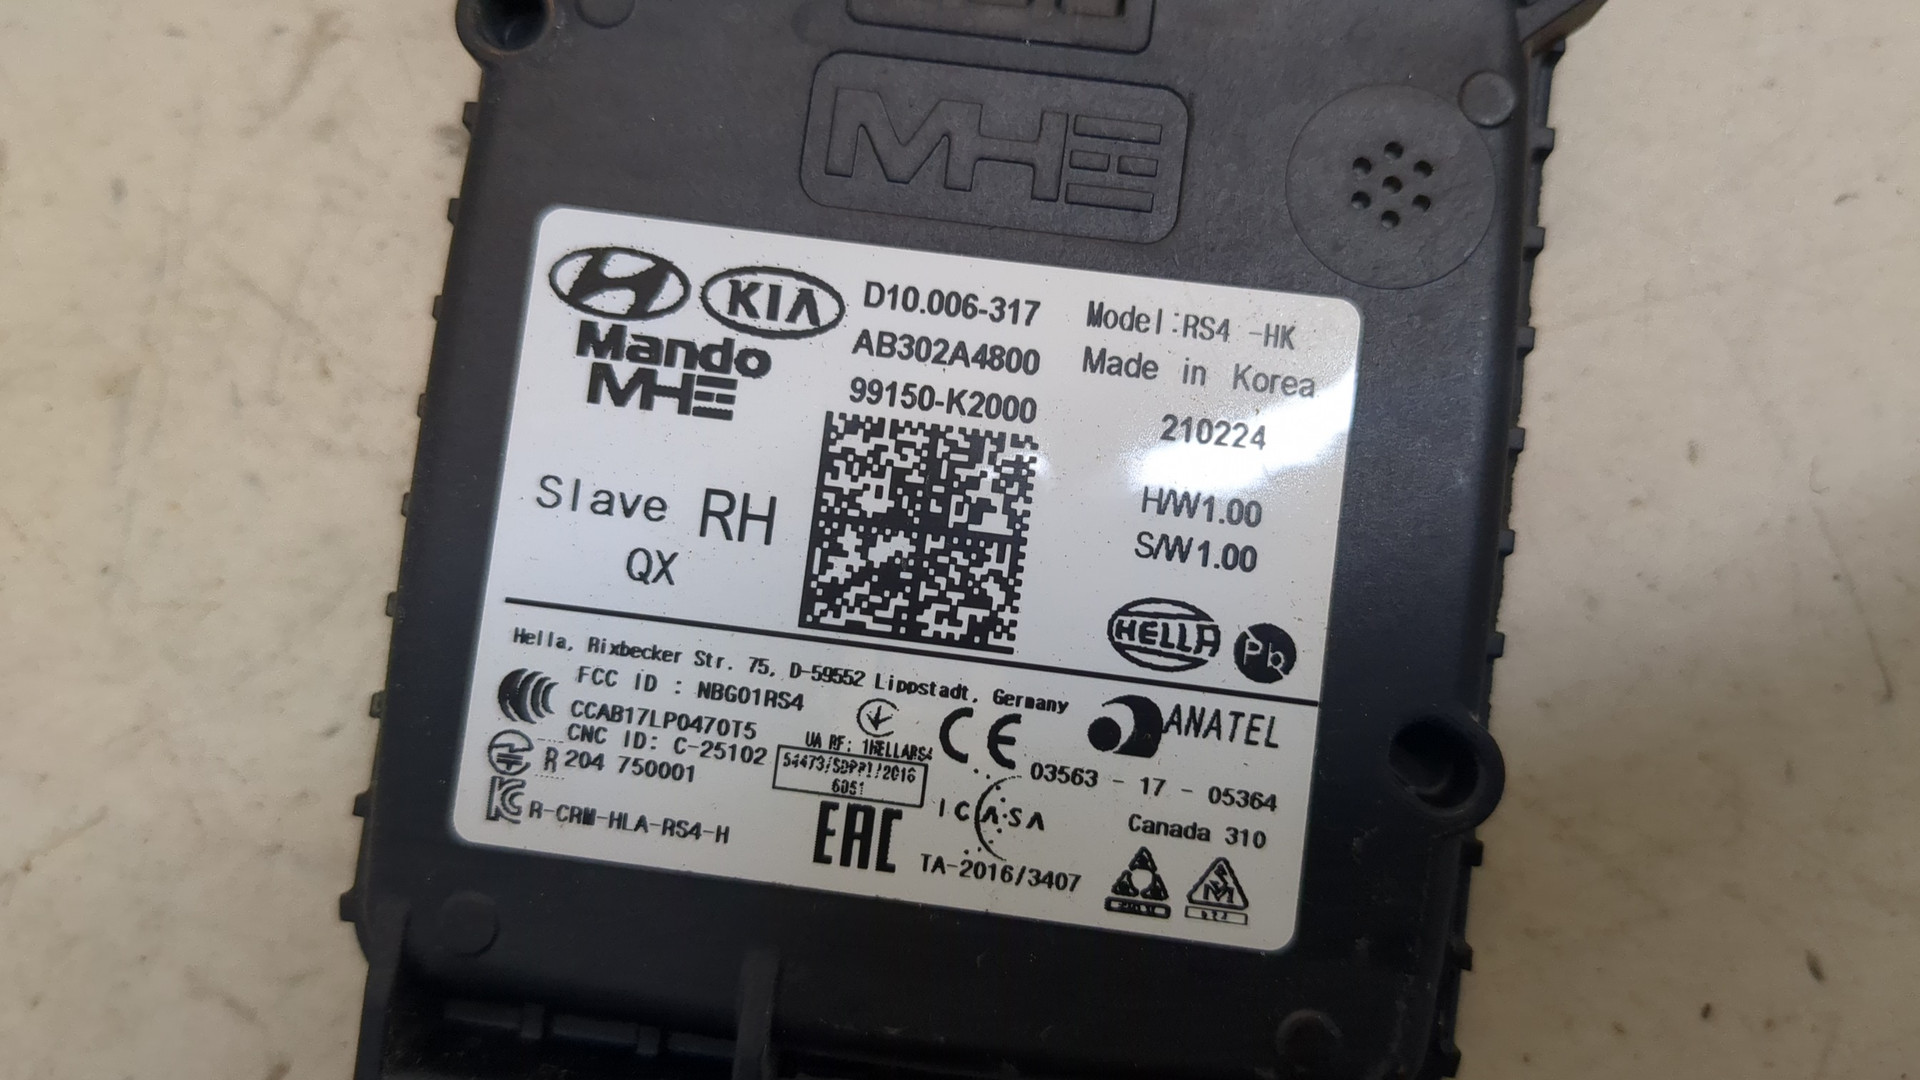 MHE
KIA
D10.006-317
Model:RS4 -HK
Mando
AB302A4800
Made in Korea
MHE
99150-K2000
210224
Slave RH
H/W1.00
QX
S/W1.00
HELLA
Pb
Hella, Rixbecker Str. 75, D-59552 Lippstadt, Germany
FCC ID : NBG01RS4
CCAB17LP0470T5
CNC ID: C-25102
R 204 750001
R-CRM-HLA-RS4-H
UA RF: 1HELLARS4
54473/SDPPI/2016
6051
CE
ANATEL
03563 - 17 - 05364
EAC
ICASA
TA-2016/3407
Canada 310